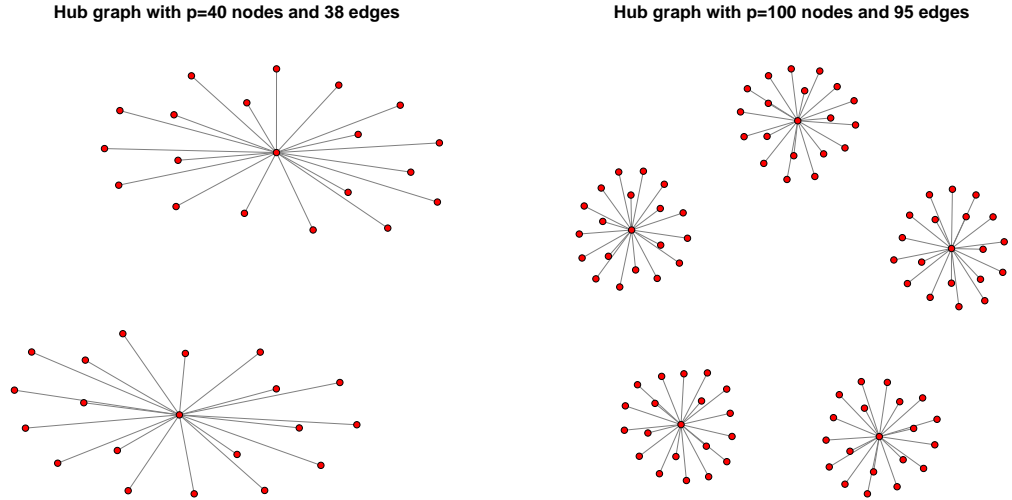 Hub graph with p=40 nodes and 38 edges
Hub graph with p=100 nodes and 95 edges